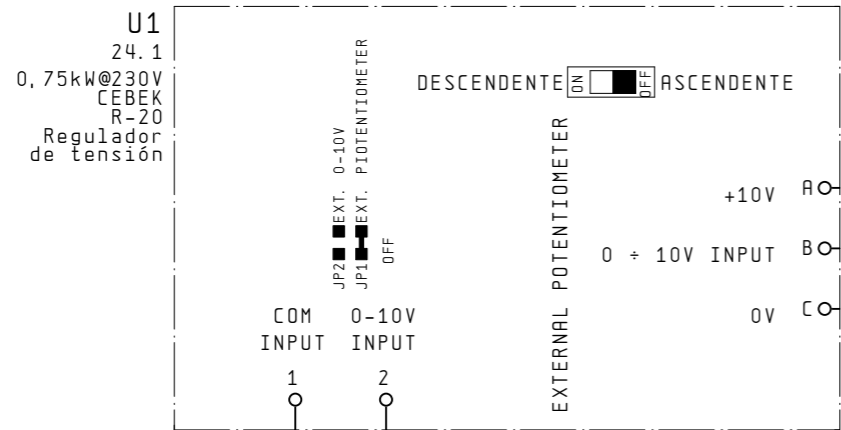 U1
24.1
0,75kW@230V
CEBEK
R-20
Regulador
de tensión
DESCENDENTE
ON
OFF
ASCENDENTE
EXT. 0-10V
EXT. PIOTENTIOMETER
JP2
JP1
OFF
EXTERNAL POTENTIOMETER
+10V A
0 ÷ 10V INPUT B
0V C
COM INPUT
0-10V INPUT
1
2